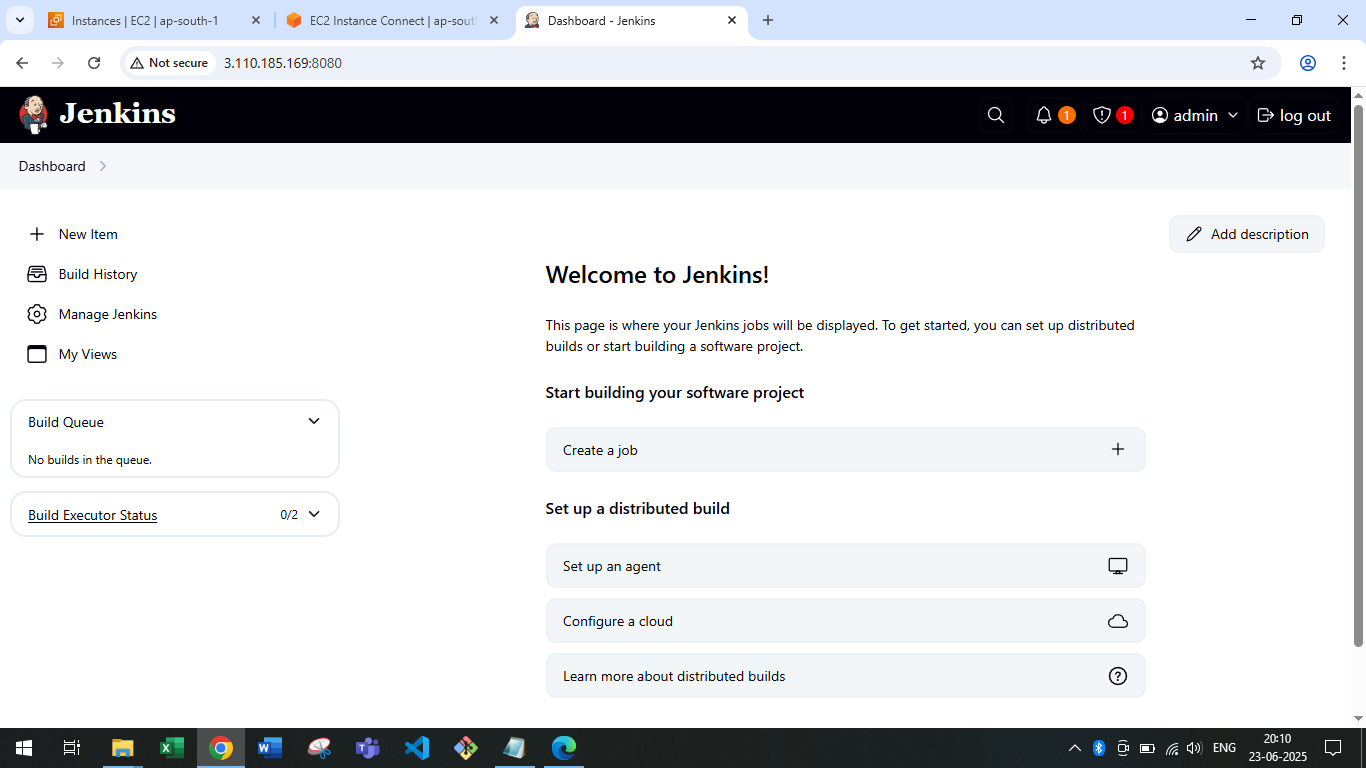 Instances | EC2 | ap-south-1
EC2 Instance Connect | ap-sout
Dashboard - Jenkins
Not secure
3.110.185.169:8080
Jenkins
1
1
admin
log out
Dashboard
New Item
Build History
Manage Jenkins
My Views
Build Queue
No builds in the queue.
Build Executor Status
0/2
Add description
Welcome to Jenkins!
This page is where your Jenkins jobs will be displayed. To get started, you can set up distributed
builds or start building a software project.
Start building your software project
Create a job
Set up a distributed build
Set up an agent
Configure a cloud
Learn more about distributed builds
ENG
20:10
23-06-2025